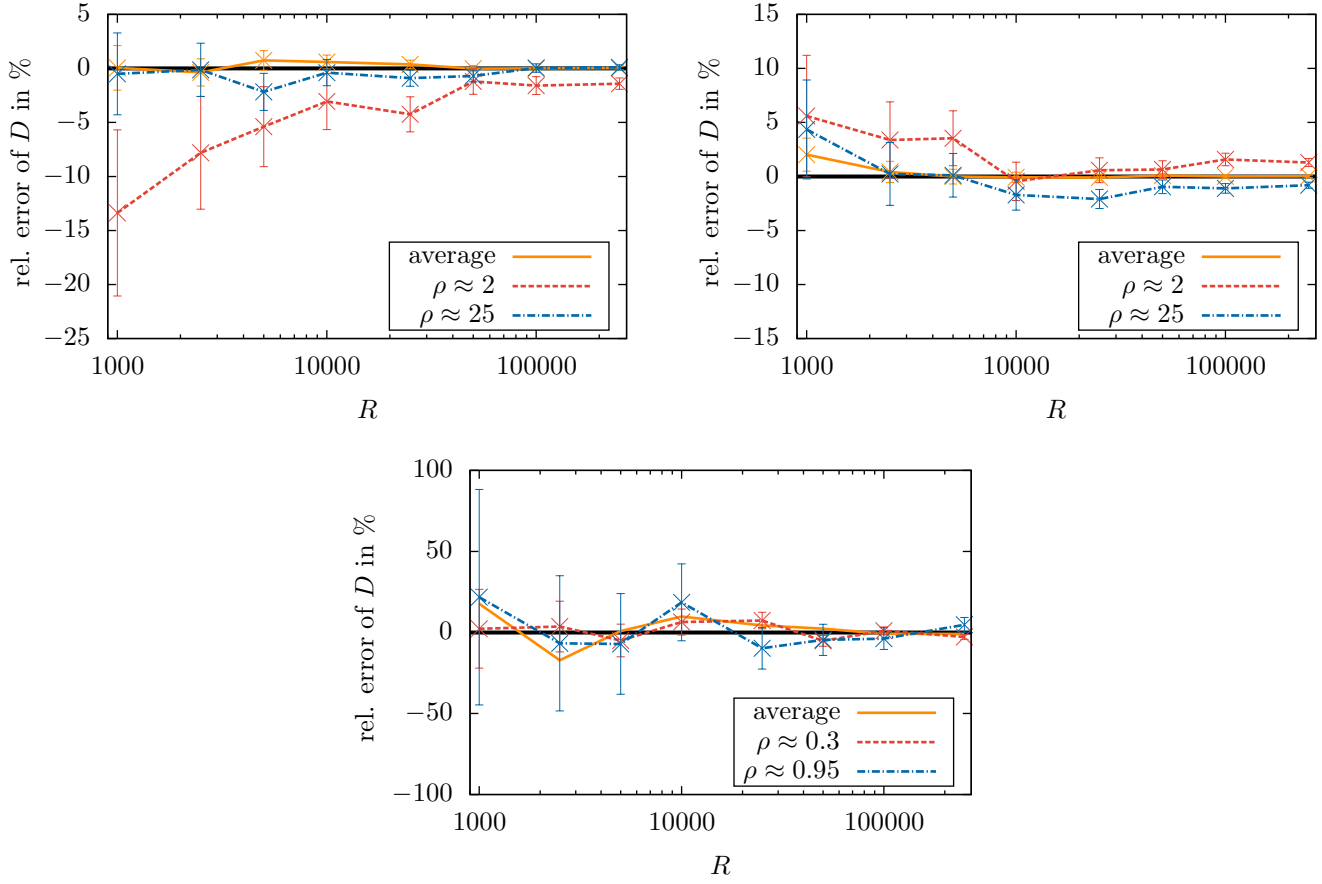 5
0
−5
−10
−15
−20
−25
rel. error of D in %
average
ρ ≈ 2
ρ ≈ 25
1000 10000 100000
R
15
10
5
0
−5
−10
−15
rel. error of D in %
average
ρ ≈ 2
ρ ≈ 25
1000 10000 100000
R
100
50
0
−50
−100
rel. error of D in %
average
ρ ≈ 0.3
ρ ≈ 0.95
1000 10000 100000
R